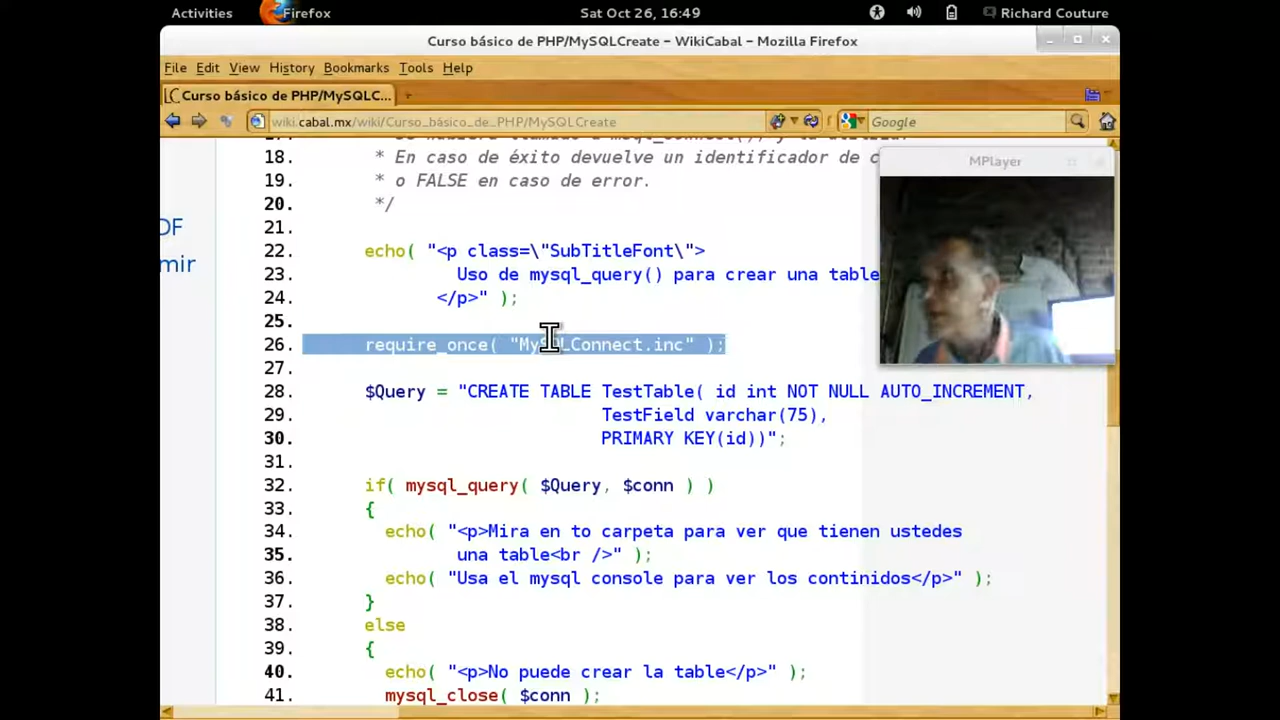 Activities Firefox Sat Oct 26, 16:49 Richard Couture
Curso básico de PHP/MySQLCreate - WikiCabal - Mozilla Firefox
File Edit View History Bookmarks Tools Help
Curso básico de PHP/MySQLC...
wiki.cabal.mx/wiki/Curso_básico_de_PHP/MySQLCreate Google
18. * En caso de éxito devuelve un identificador de c
MPlayer
19. * o FALSE en caso de error.
20. */
DF
21.
22. echo( "<p class=\"SubTitleFont\">
mir
23. Uso de mysql_query() para crear una table
24. </p>" );
25.
26. require_once( "MySQLConnect.inc" );
27.
28. $Query = "CREATE TABLE TestTable( id int NOT NULL AUTO_INCREMENT,
29. TestField varchar(75),
30. PRIMARY KEY(id))";
31.
32. if( mysql_query( $Query, $conn ) )
33. {
34. echo( "<p>Mira en to carpeta para ver que tienen ustedes
35. una table<br />" );
36. echo( "Usa el mysql console para ver los continidos</p>" );
37. }
38. else
39. {
40. echo( "<p>No puede crear la table</p>" );
41. mysql_close( $conn );